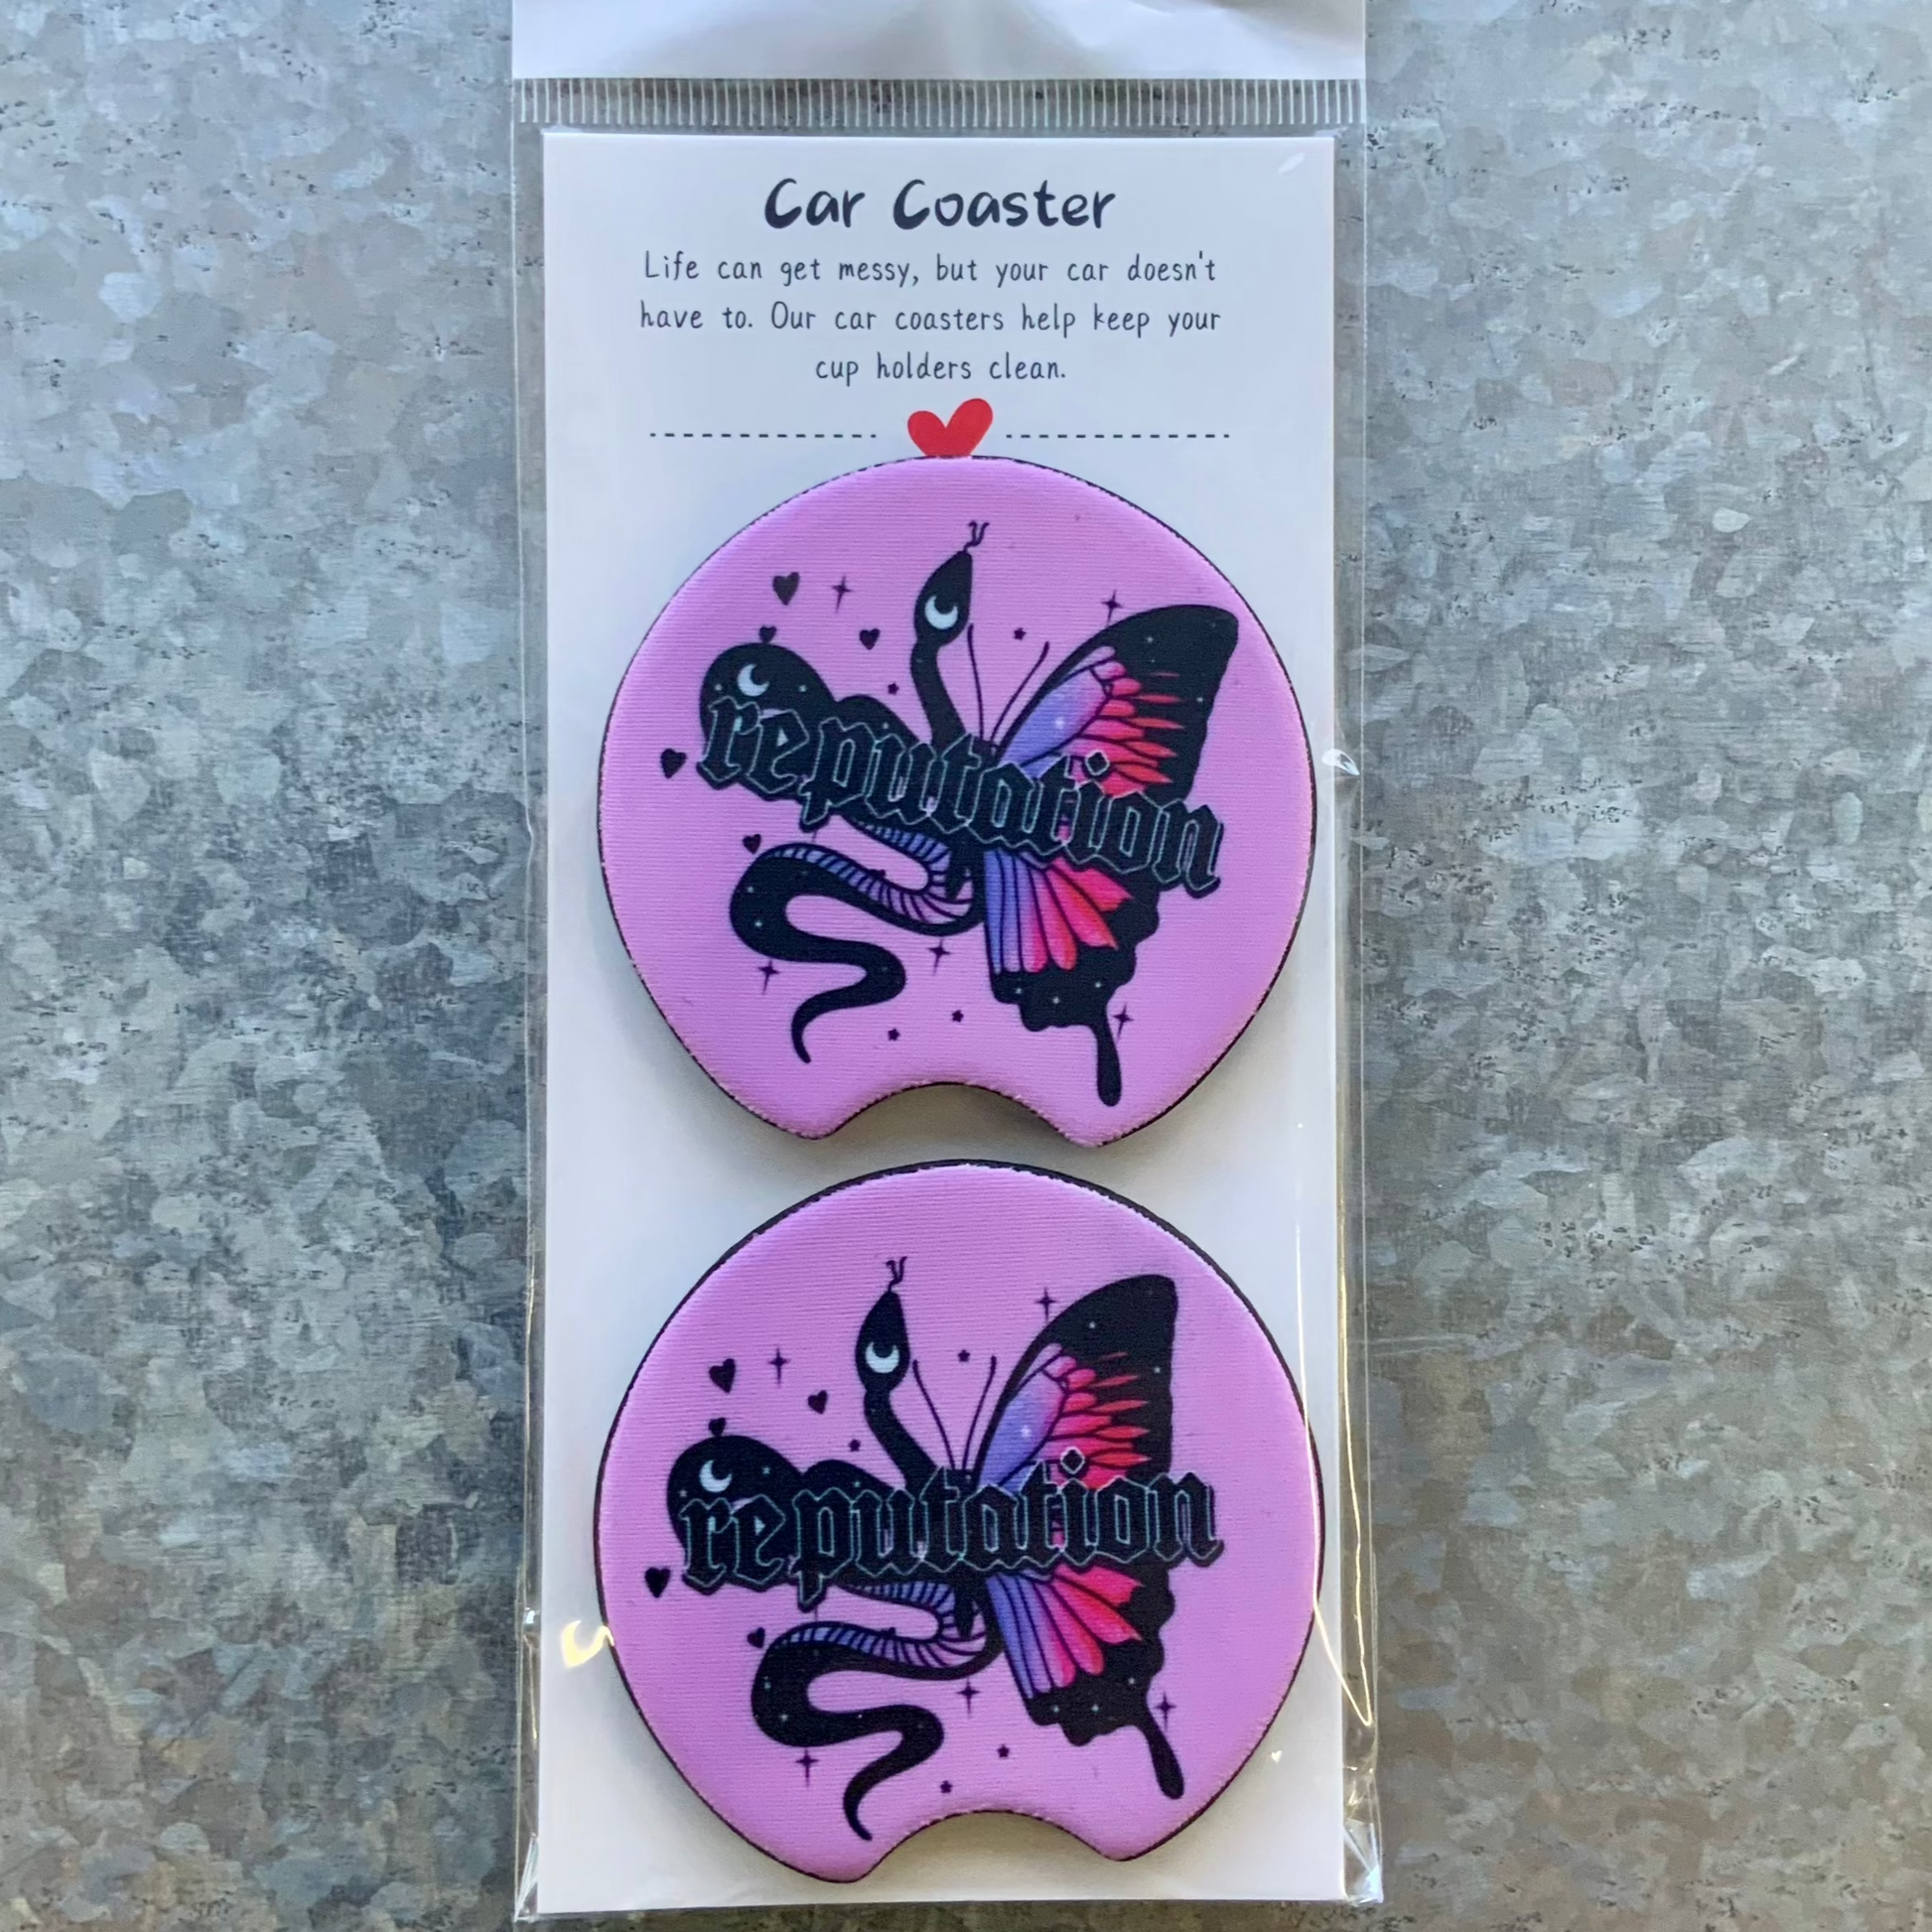 Car Coaster
Life can get messy, but your car doesn't
have to. Our car coasters help keep your
cup holders clean.
reputation
reputation